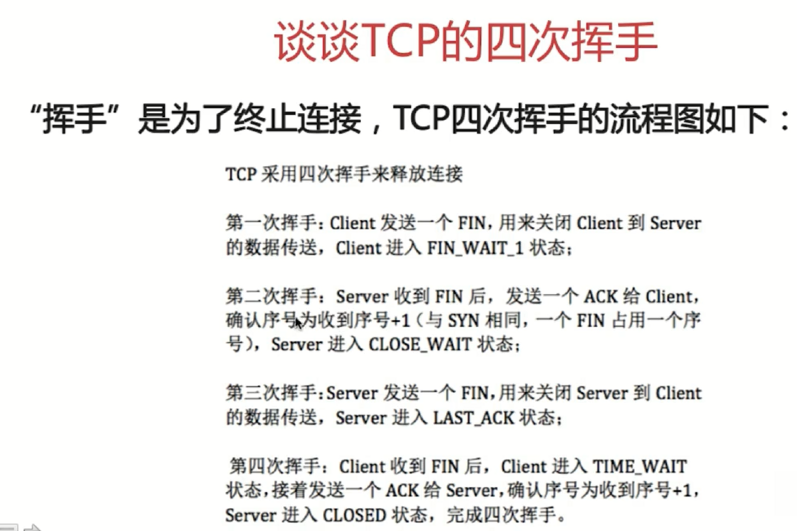 谈谈TCP的四次挥手
“挥手”是为了终止连接，TCP四次挥手的流程图如下：
TCP 采用四次挥手来释放连接
第一次挥手：Client 发送一个 FIN，用来关闭 Client 到 Server
的数据传送，Client 进入 FIN_WAIT_1 状态；
第二次挥手：Server 收到 FIN 后，发送一个 ACK 给 Client，
确认序号为收到序号+1（与 SYN 相同，一个 FIN 占用一个序
号），Server 进入 CLOSE_WAIT 状态；
第三次挥手：Server 发送一个 FIN，用来关闭 Server 到 Client
的数据传送，Server 进入 LAST_ACK 状态；
第四次挥手：Client 收到 FIN 后，Client 进入 TIME_WAIT
状态，接着发送一个 ACK 给 Server，确认序号为收到序号+1，
Server 进入 CLOSED 状态，完成四次挥手。